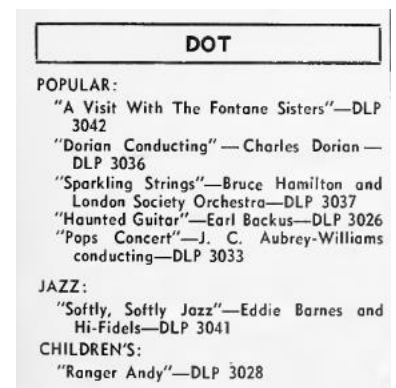 DOT
POPULAR:
"A Visit With The Fontane Sisters"—DLP
3042
"Dorian Conducting" — Charles Dorian —
DLP 3036
"Sparkling Strings"—Bruce Hamilton and
London Society Orchestra—DLP 3037
"Haunted Guitar"—Earl Backus—DLP 3026
"Pops Concert"—J. C. Aubrey-Williams
conducting—DLP 3033
JAZZ:
"Softly, Softly Jazz"—Eddie Barnes and
Hi-Fidels—DLP 3041
CHILDREN'S:
"Ranger Andy"—DLP 3028